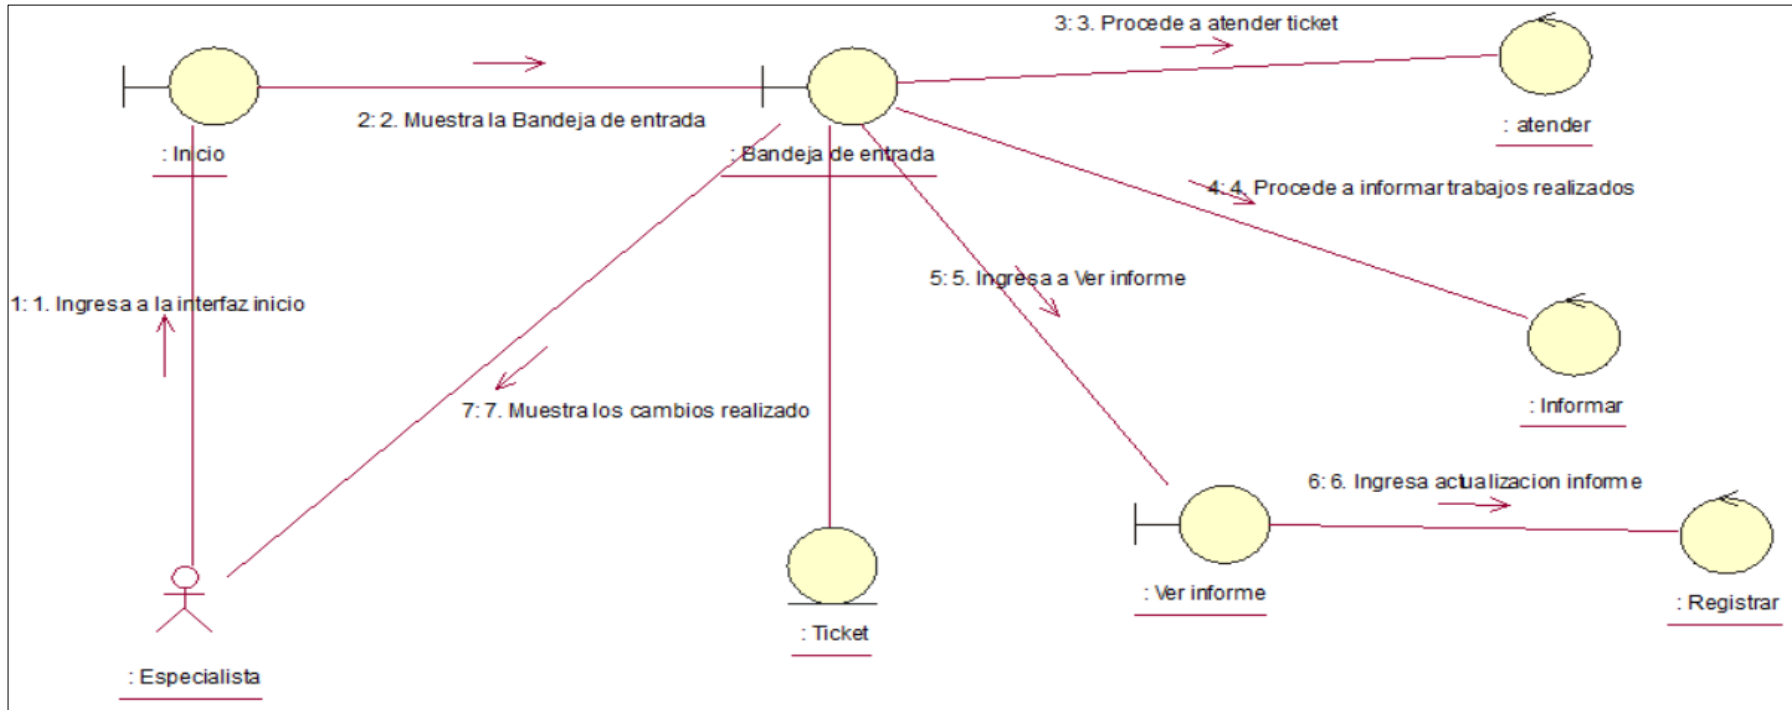 3: 3. Procede a atender ticket
2: 2. Muestra la Bandeja de entrada
: atender
: Inicio
: Bandeja de entrada
4: 4. Procede a informar trabajos realizados
5: 5. Ingresa a Ver informe
1: 1. Ingresa a la interfaz inicio
7: 7. Muestra los cambios realizado
: Informar
6: 6. Ingresa actualizacion informe
: Ver informe
: Registrar
: Ticket
: Especialista